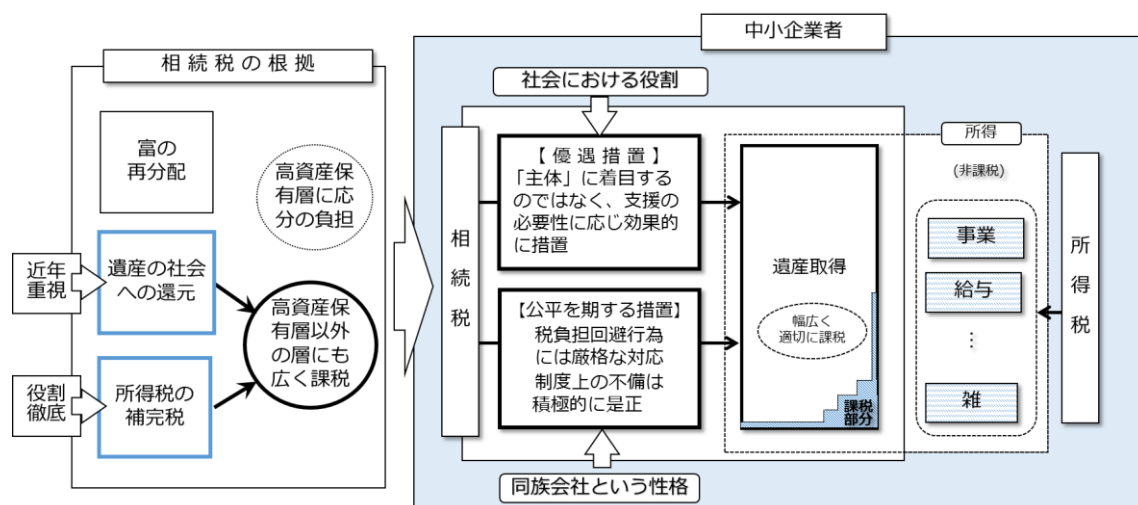 相続税の根拠
富の
再分配
高資産保
有層に応
分の負担
近年
重視
遺産の社会
への還元
高資産保
有層以外
の層にも
広く課税
役割
徹底
所得税の
補完税
中小企業者
社会における役割
相続税
【優遇措置】
「主体」に着目する
のではなく、支援の
必要性に応じ効果的
に措置
【公平を期する措置】
税負担回避行為
には厳格な対応
制度上の不備は
積極的に是正
同族会社という性格
遺産取得
幅広く
適切に課税
課税
部分
所得
(非課税)
事業
給与
…
雑
所得税